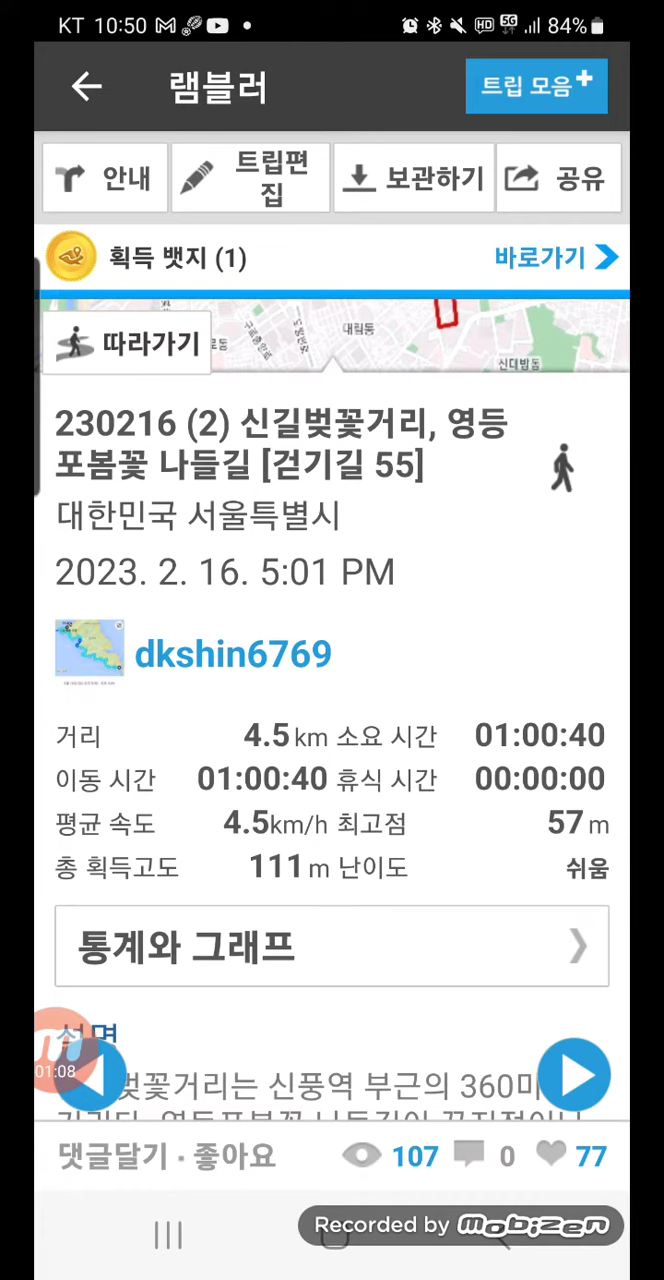 KT 10:50 84%
램블러
트립 모음+
안내
트립편집
보관하기
공유
획득 뱃지 (1)
바로가기
따라가기
대림동
신대방동
230216 (2) 신길벚꽃거리, 영등
포봄꽃 나들길 [걷기길 55]
대한민국 서울특별시
2023. 2. 16. 5:01 PM
dkshin6769
거리 4.5 km 소요 시간 01:00:40
이동 시간 01:00:40 휴식 시간 00:00:00
평균 속도 4.5km/h 최고점 57 m
총 획득고도 111 m 난이도 쉬움
통계와 그래프
01:08
벚꽃거리는 신풍역 부근의 360미
댓글달기 · 좋아요 107 0 77
Recorded by mobizen